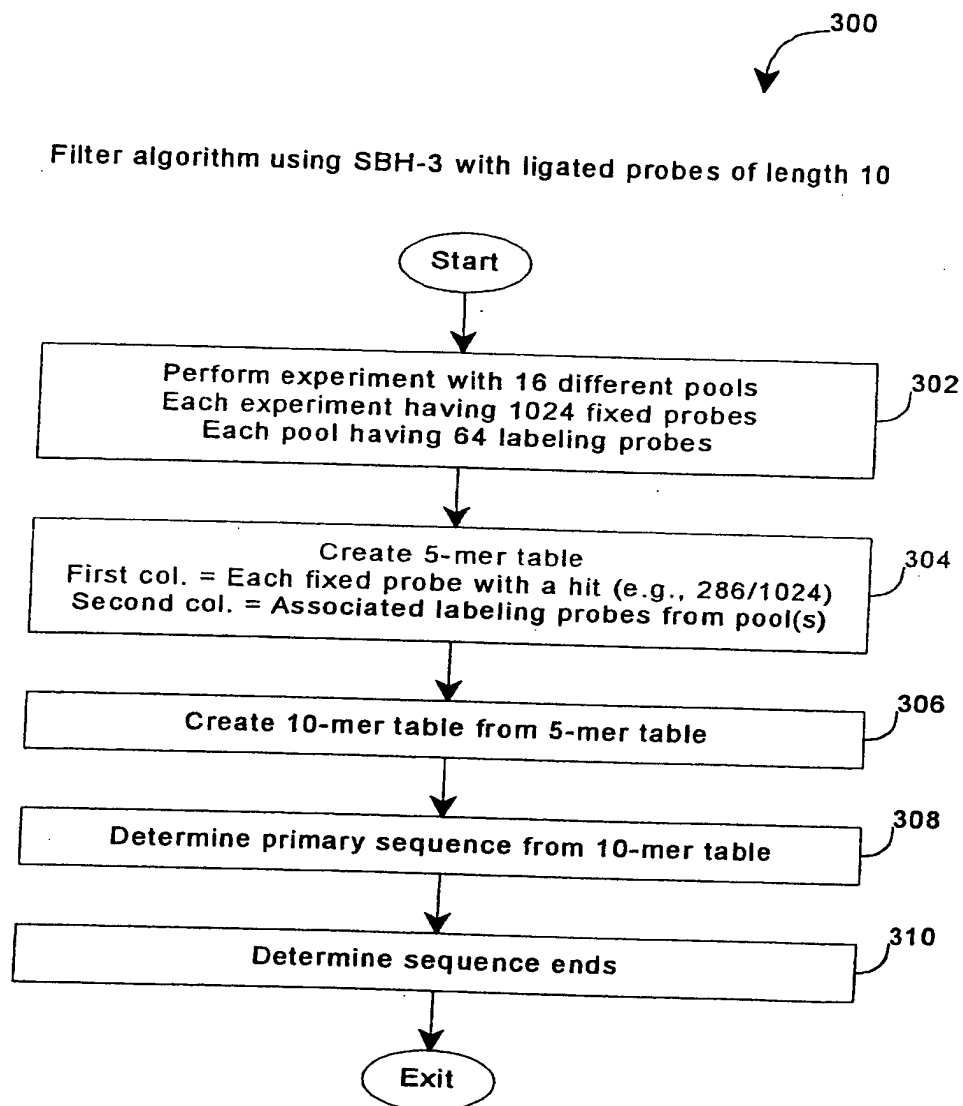 300
Filter algorithm using SBH-3 with ligated probes of length 10
Start
Perform experiment with 16 different pools
Each experiment having 1024 fixed probes
Each pool having 64 labeling probes
302
Create 5-mer table
First col. = Each fixed probe with a hit (e.g., 286/1024)
Second col. = Associated labeling probes from pool(s)
304
Create 10-mer table from 5-mer table
306
Determine primary sequence from 10-mer table
308
Determine sequence ends
310
Exit